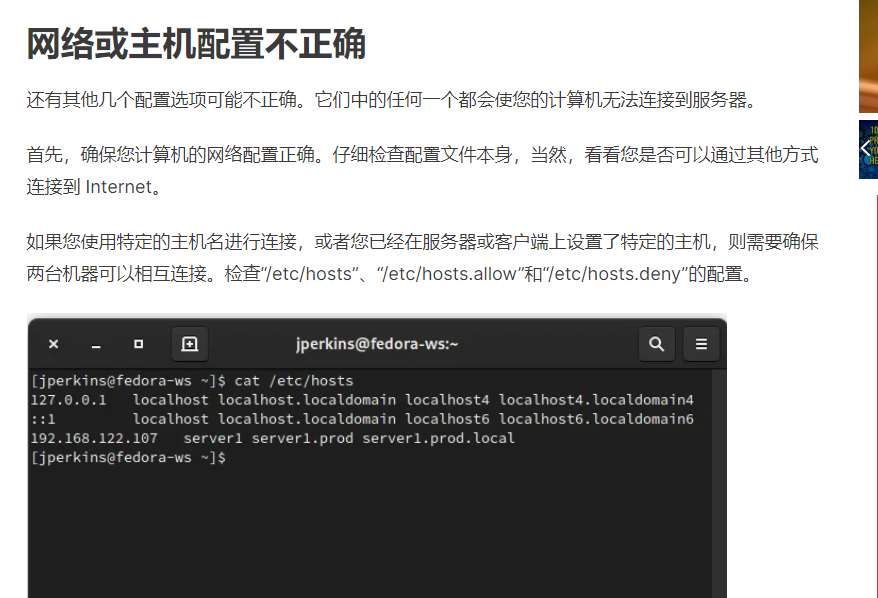 网络或主机配置不正确
还有其他几个配置选项可能不正确。它们中的任何一个都会使您的计算机无法连接到服务器。
首先，确保您计算机的网络配置正确。仔细检查配置文件本身，当然，看看您是否可以通过其他方式
连接到 Internet。
如果您使用特定的主机名进行连接，或者您已经在服务器或客户端上设置了特定的主机，则需要确保
两台机器可以相互连接。检查“/etc/hosts”、“/etc/hosts.allow”和“/etc/hosts.deny”的配置。
jperkins@fedora-ws:~
[jperkins@fedora-ws ~]$ cat /etc/hosts
127.0.0.1   localhost localhost.localdomain localhost4 localhost4.localdomain4
::1         localhost localhost.localdomain localhost6 localhost6.localdomain6
192.168.122.107   server1 server1.prod server1.prod.local
[jperkins@fedora-ws ~]$